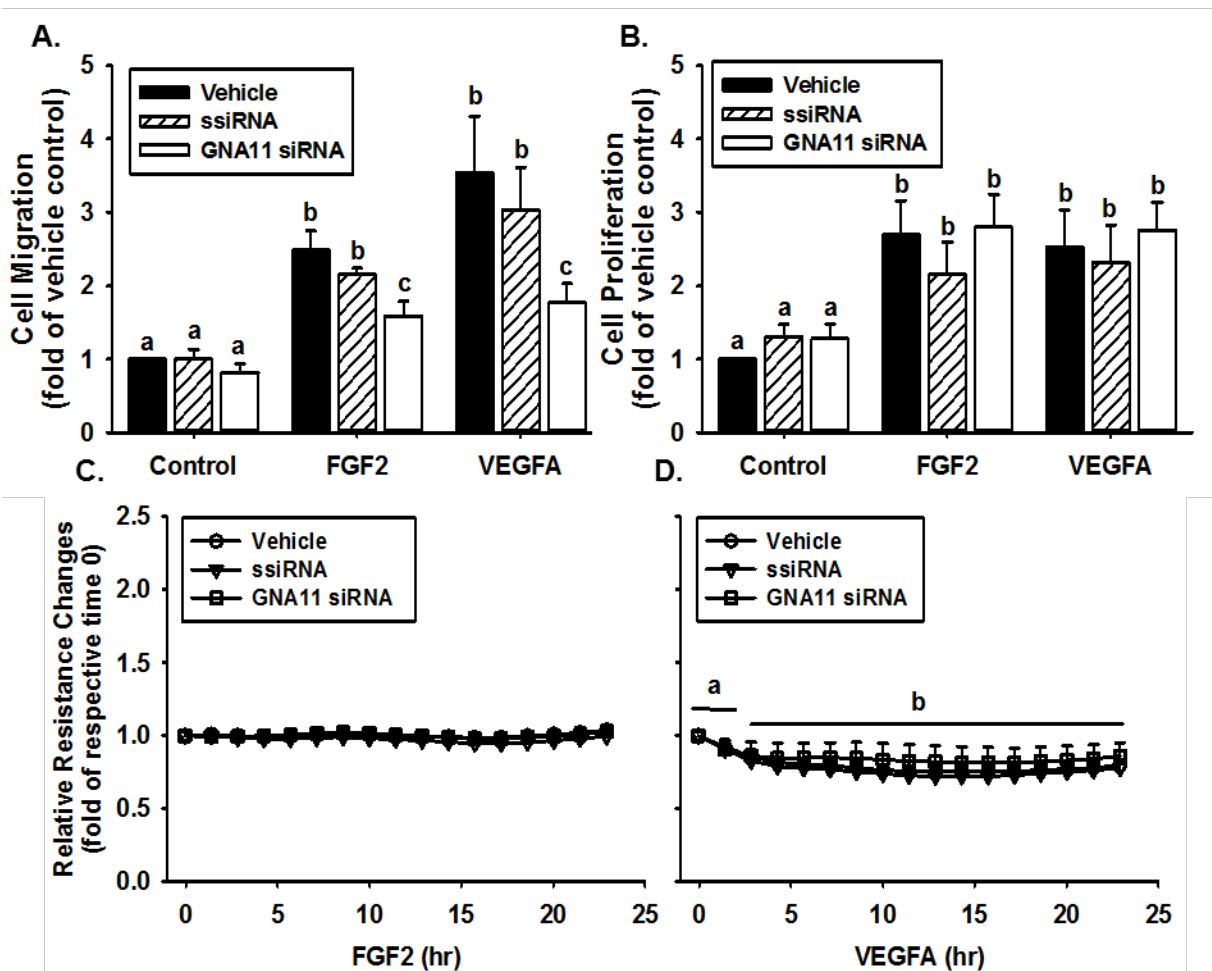 A.
Cell Migration
(fold of vehicle control)
5
4
3
2
1
0
Vehicle
ssiRNA
GNA11 siRNA
a
a
a
b
b
c
b
b
c
Control
FGF2
VEGFA
B.
Cell Proliferation
(fold of vehicle control)
5
4
3
2
1
0
Vehicle
ssiRNA
GNA11 siRNA
a
a
a
b
b
b
b
b
b
Control
FGF2
VEGFA
C.
Relative Resistance Changes
(fold of respective time 0)
2.5
2.0
1.5
1.0
0.5
0.0
Vehicle
ssiRNA
GNA11 siRNA
0
5
10
15
20
25
FGF2 (hr)
D.
Vehicle
ssiRNA
GNA11 siRNA
a
b
0
5
10
15
20
25
VEGFA (hr)